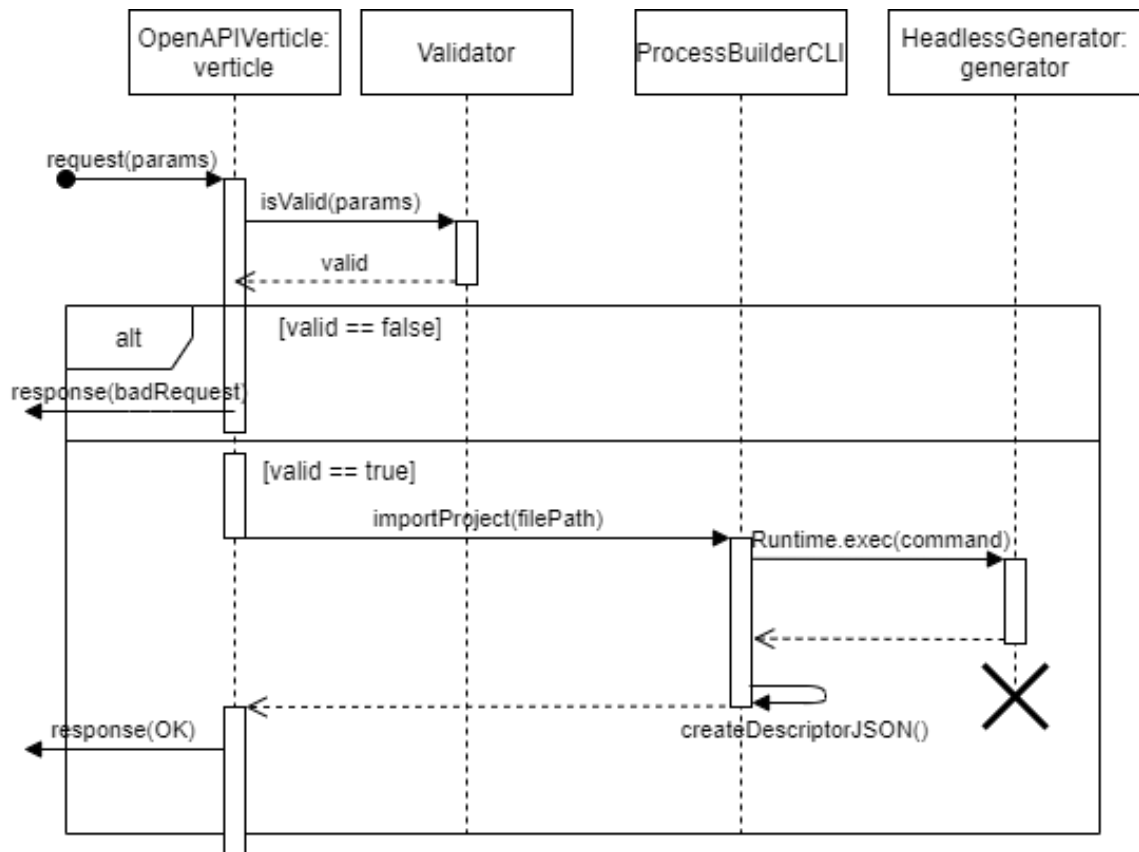 OpenAPIVerticle:
verticle
Validator
ProcessBuilderCLI
HeadlessGenerator:
generator
request(params)
isValid(params)
valid
alt
[valid == false]
response(badRequest)
[valid == true]
importProject(filePath)
Runtime.exec(command)
createDescriptorJSON()
response(OK)